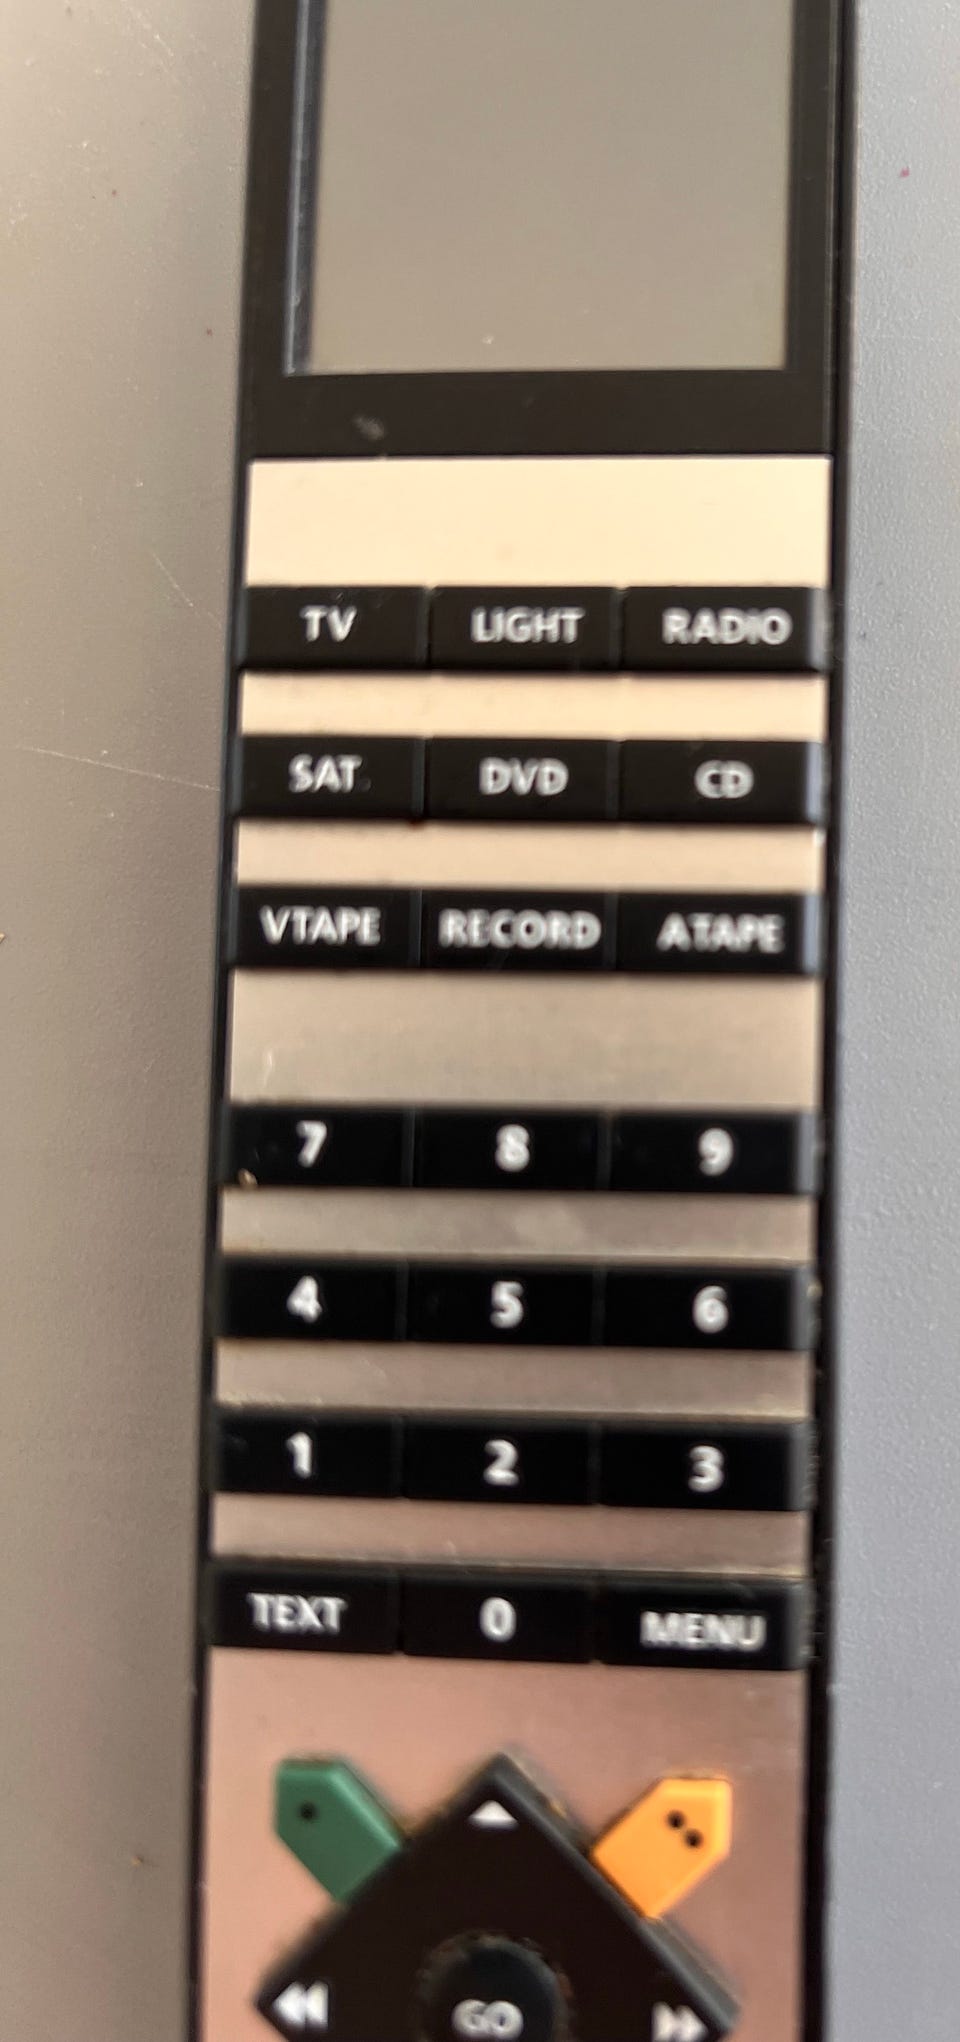 TV LIGHT RADIO
SAT DVD CD
VTAPE RECORD ATAPE
7 8 9
4 5 6
1 2 3
TEXT 0 MENU
GO